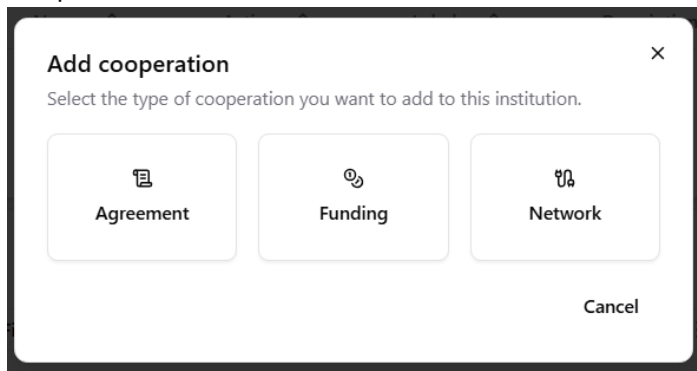 Add cooperation
Select the type of cooperation you want to add to this institution.
Agreement
Funding
Network
Cancel